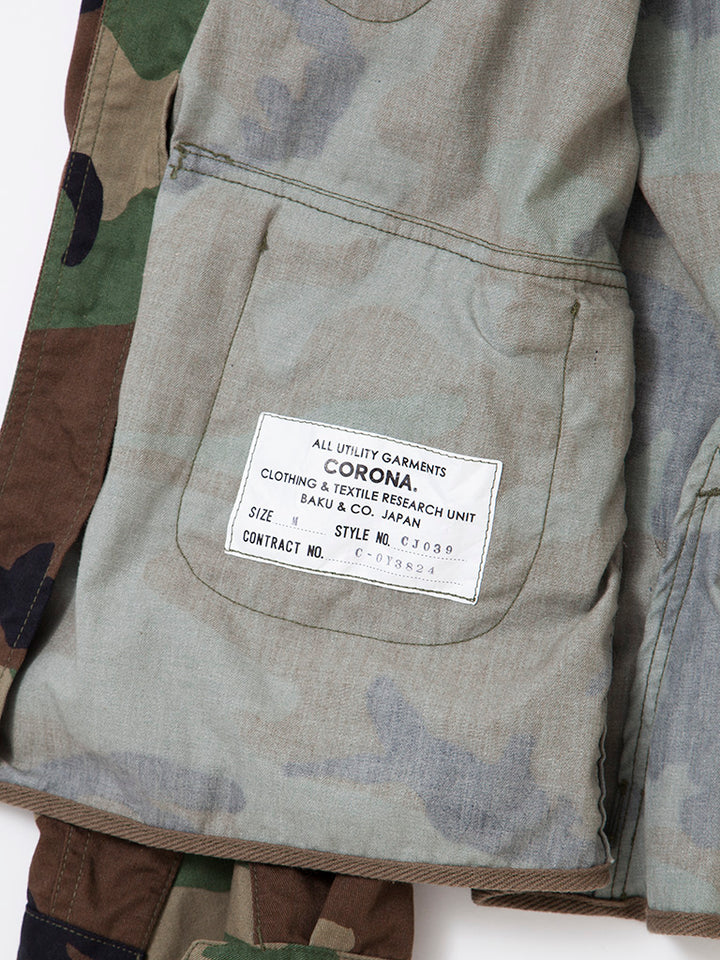 ALL UTILITY GARMENTS
CORONA.
CLOTHING & TEXTILE RESEARCH UNIT
BAKU & CO. JAPAN
SIZE M STYLE NO. CJ039
CONTRACT NO. C-0Y3824